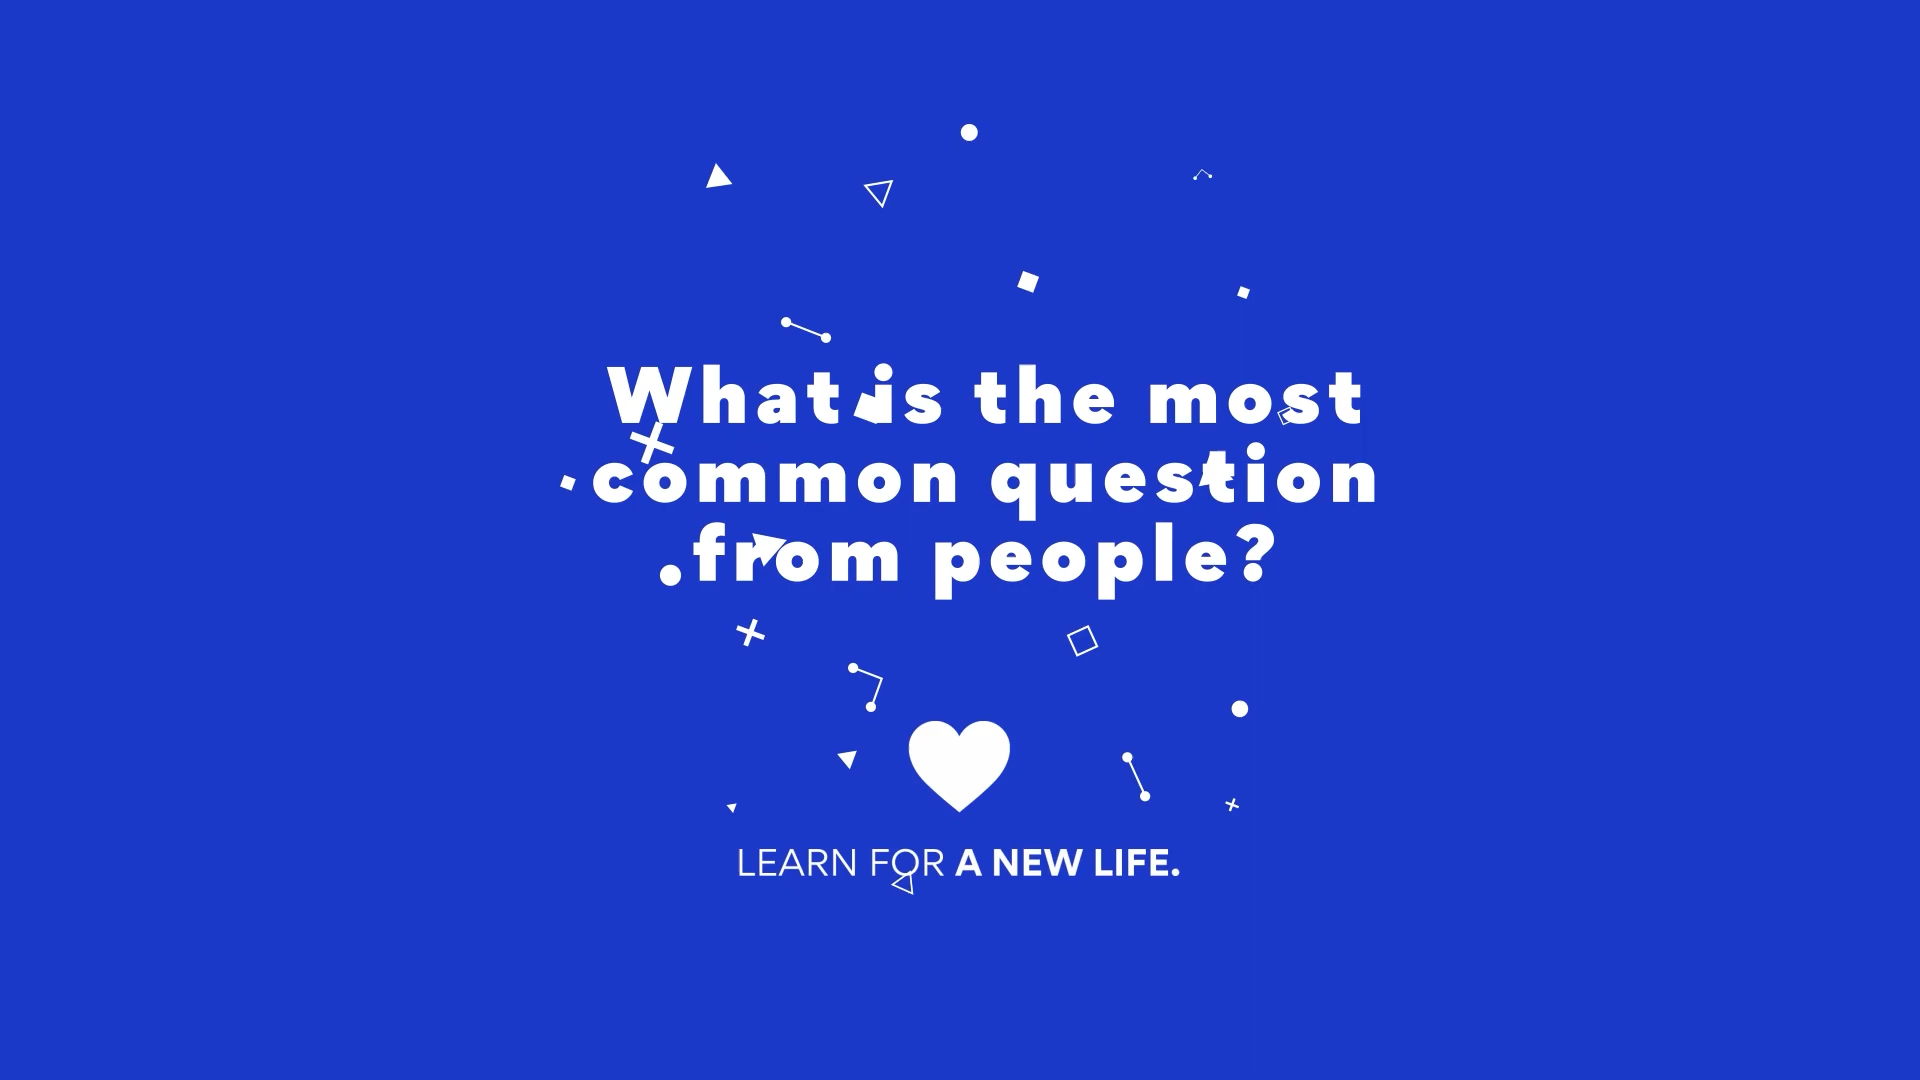 What is the most
common question
from people?
LEARN FOR A NEW LIFE.